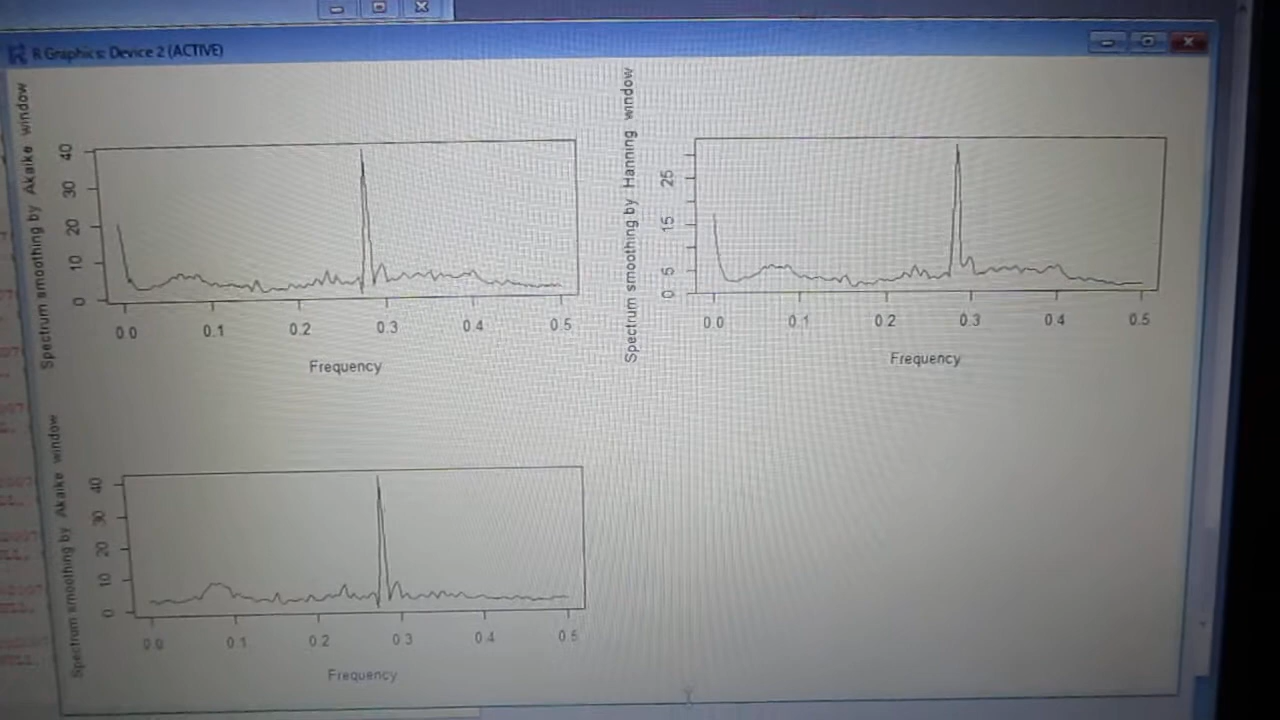 R Graphics: Device 2 (ACTIVE)
Spectrum smoothing by Akaike window
40
30
20
10
0
0.0 0.1 0.2 0.3 0.4 0.5
Frequency
Spectrum smoothing by Hanning window
25
15
5
0
0.0 0.1 0.2 0.3 0.4 0.5
Frequency
Spectrum smoothing by Akaike window
40
30
20
10
0
0.0 0.1 0.2 0.3 0.4 0.5
Frequency